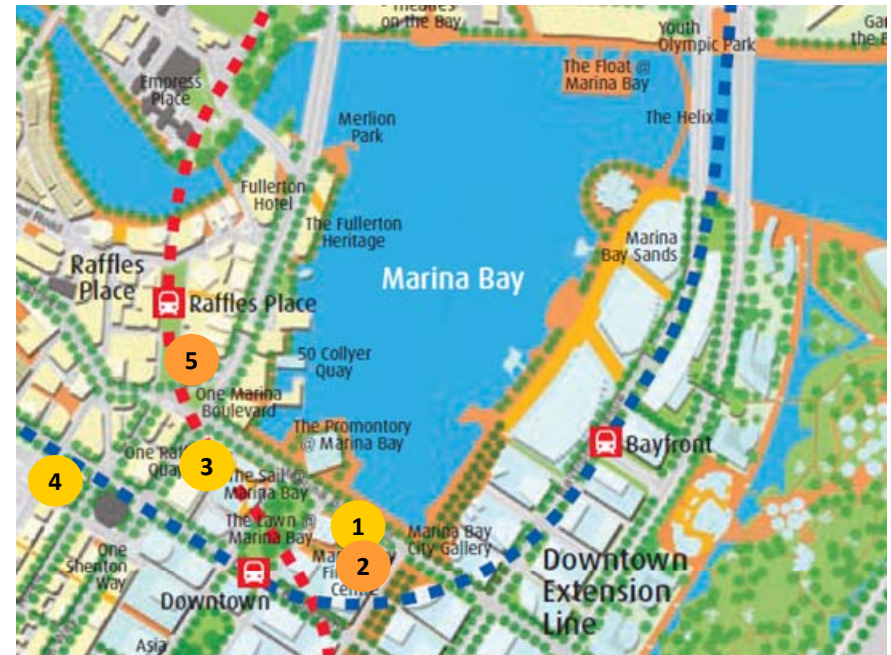 Theatres
on the Bay
Youth
Olympic Park
The Float @
Marina Bay
Empress
Place
The Helix
Merlion
Park
Fullerton
Hotel
The Fullerton
Heritage
Marina
Bay Sands
Raffles
Place
Marina Bay
Raffles Place
5
50 Collyer
Quay
One Marina
Boulevard
The Promontory
@ Marina Bay
Bayfront
4
3
Quay
The Sail @
Marina Bay
1
The Lawn @
Marina Bay
Marina Bay
City Gallery
2
Centre
One
Shenton
Way
Downtown
Downtown
Extension
Line
Asia